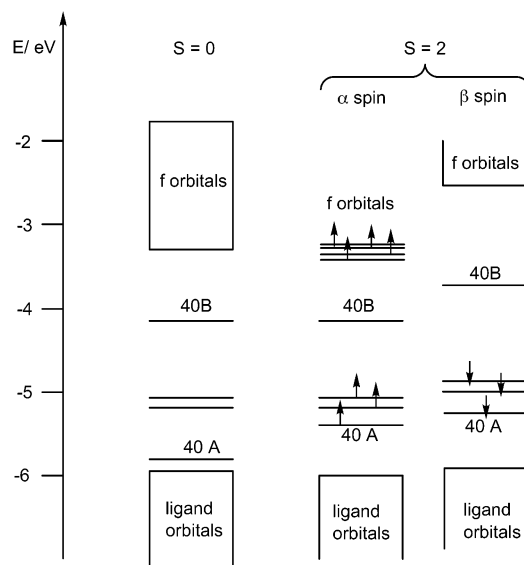 E/ eV
S = 0
S = 2
α spin
β spin
-2
-3
-4
-5
-6
f orbitals
40B
40 A
ligand
orbitals
f orbitals
40B
40 A
ligand
orbitals
f orbitals
40B
40 A
ligand
orbitals